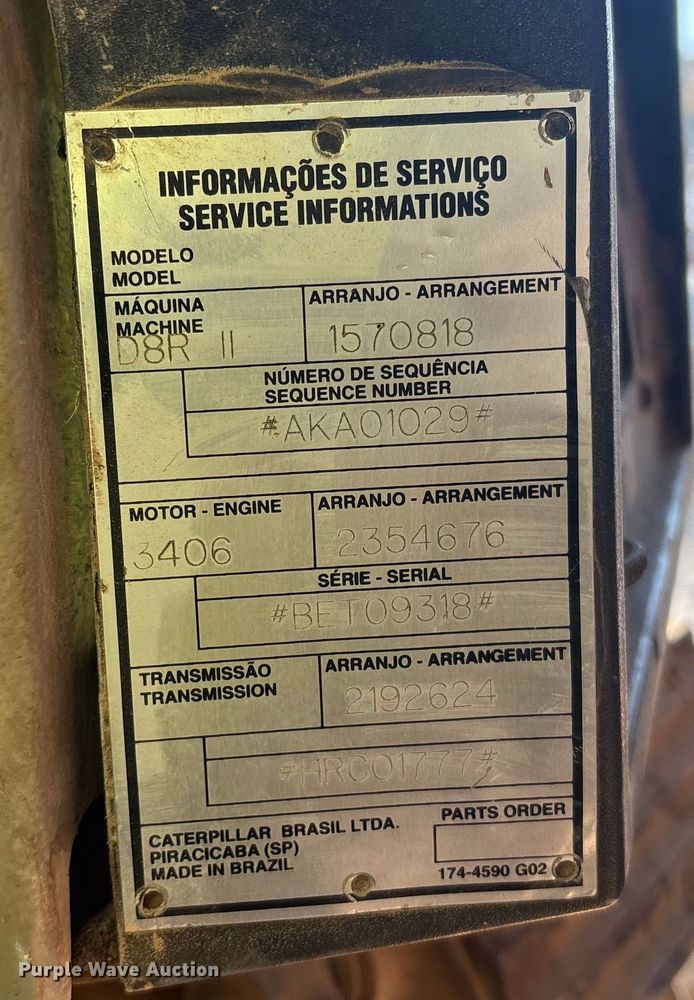 INFORMAÇÕES DE SERVIÇO
SERVICE INFORMATIONS
MODELO
MODEL
MÁQUINA
MACHINE
D8R II
ARRANJO - ARRANGEMENT
1570818
NÚMERO DE SEQUÊNCIA
SEQUENCE NUMBER
#AKA01029#
MOTOR - ENGINE
3406
ARRANJO - ARRANGEMENT
2354676
SÉRIE - SERIAL
#BET09318#
TRANSMISSÃO
TRANSMISSION
ARRANJO - ARRANGEMENT
2192624
#HRC01777#
CATERPILLAR BRASIL LTDA.
PIRACICABA (SP)
MADE IN BRAZIL
PARTS ORDER
174-4590 G02
Purple Wave Auction